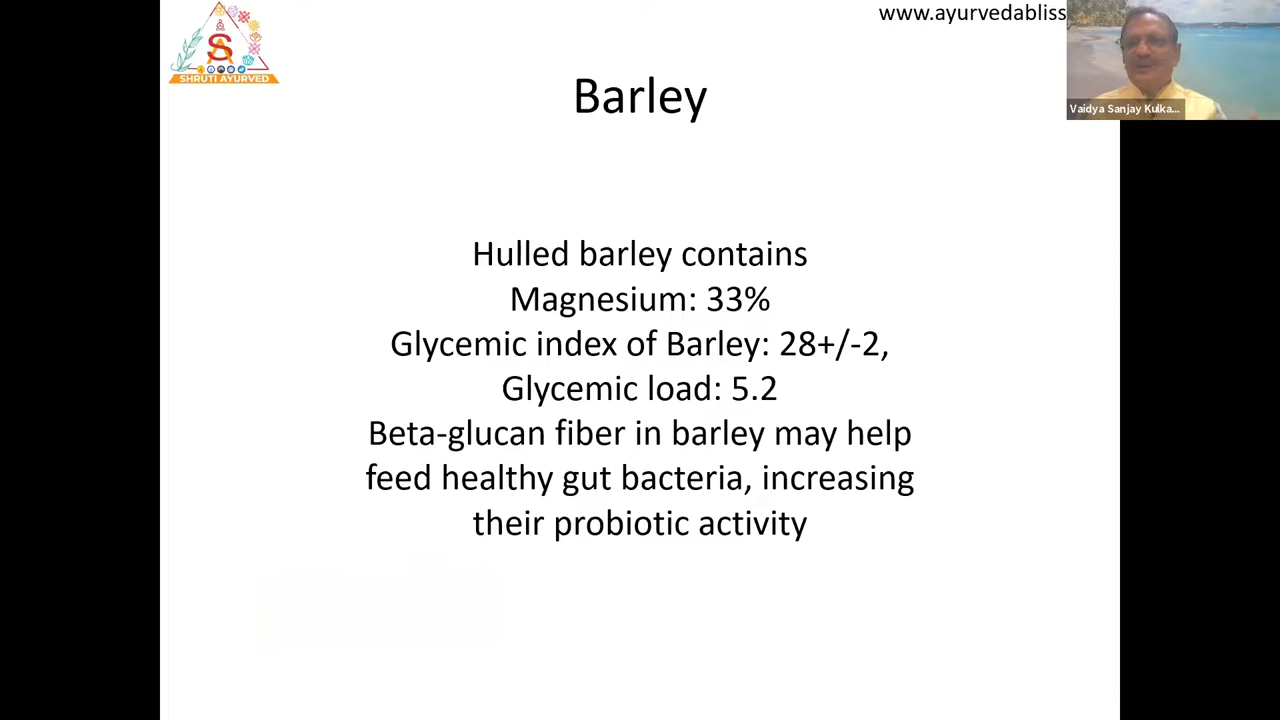 www.ayurvedabliss
SA
SHRUTI AYURVED
Vaidya Sanjay Kulka...
Barley
Hulled barley contains
Magnesium: 33%
Glycemic index of Barley: 28+/-2,
Glycemic load: 5.2
Beta-glucan fiber in barley may help
feed healthy gut bacteria, increasing
their probiotic activity